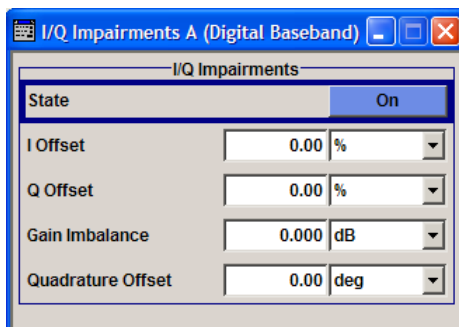 I/Q Impairments A (Digital Baseband)
I/Q Impairments
State On
I Offset 0.00 %
Q Offset 0.00 %
Gain Imbalance 0.000 dB
Quadrature Offset 0.00 deg